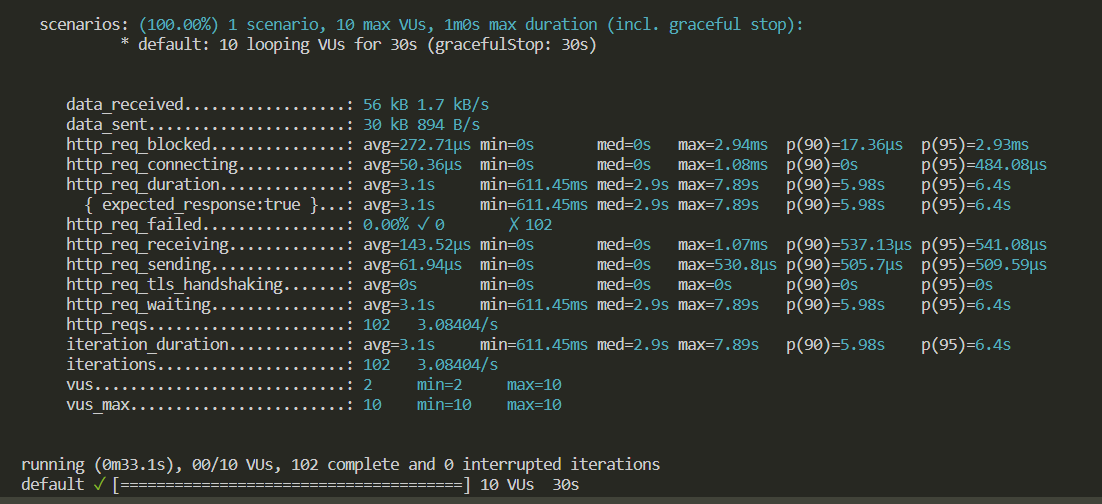 scenarios: (100.00%) 1 scenario, 10 max VUs, 1m0s max duration (incl. graceful stop):
* default: 10 looping VUs for 30s (gracefulStop: 30s)
data_received..................: 56 kB 1.7 kB/s
data_sent......................: 30 kB 894 B/s
http_req_blocked...............: avg=272.71µs min=0s med=0s max=2.94ms p(90)=17.36µs p(95)=2.93ms
http_req_connecting............: avg=50.36µs min=0s med=0s max=1.08ms p(90)=0s p(95)=484.08µs
http_req_duration..............: avg=3.1s min=611.45ms med=2.9s max=7.89s p(90)=5.98s p(95)=6.4s
{ expected_response:true }...: avg=3.1s min=611.45ms med=2.9s max=7.89s p(90)=5.98s p(95)=6.4s
http_req_failed................: 0.00% ✓ 0 ✗ 102
http_req_receiving.............: avg=143.52µs min=0s med=0s max=1.07ms p(90)=537.13µs p(95)=541.08µs
http_req_sending...............: avg=61.94µs min=0s med=0s max=530.8µs p(90)=505.7µs p(95)=509.59µs
http_req_tls_handshaking.......: avg=0s min=0s med=0s max=0s p(90)=0s p(95)=0s
http_req_waiting...............: avg=3.1s min=611.45ms med=2.9s max=7.89s p(90)=5.98s p(95)=6.4s
http_reqs......................: 102 3.08404/s
iteration_duration.............: avg=3.1s min=611.45ms med=2.9s max=7.89s p(90)=5.98s p(95)=6.4s
iterations.....................: 102 3.08404/s
vus............................: 2 min=2 max=10
vus_max........................: 10 min=10 max=10
running (0m33.1s), 00/10 VUs, 102 complete and 0 interrupted iterations
default ✓ [======================================] 10 VUs 30s